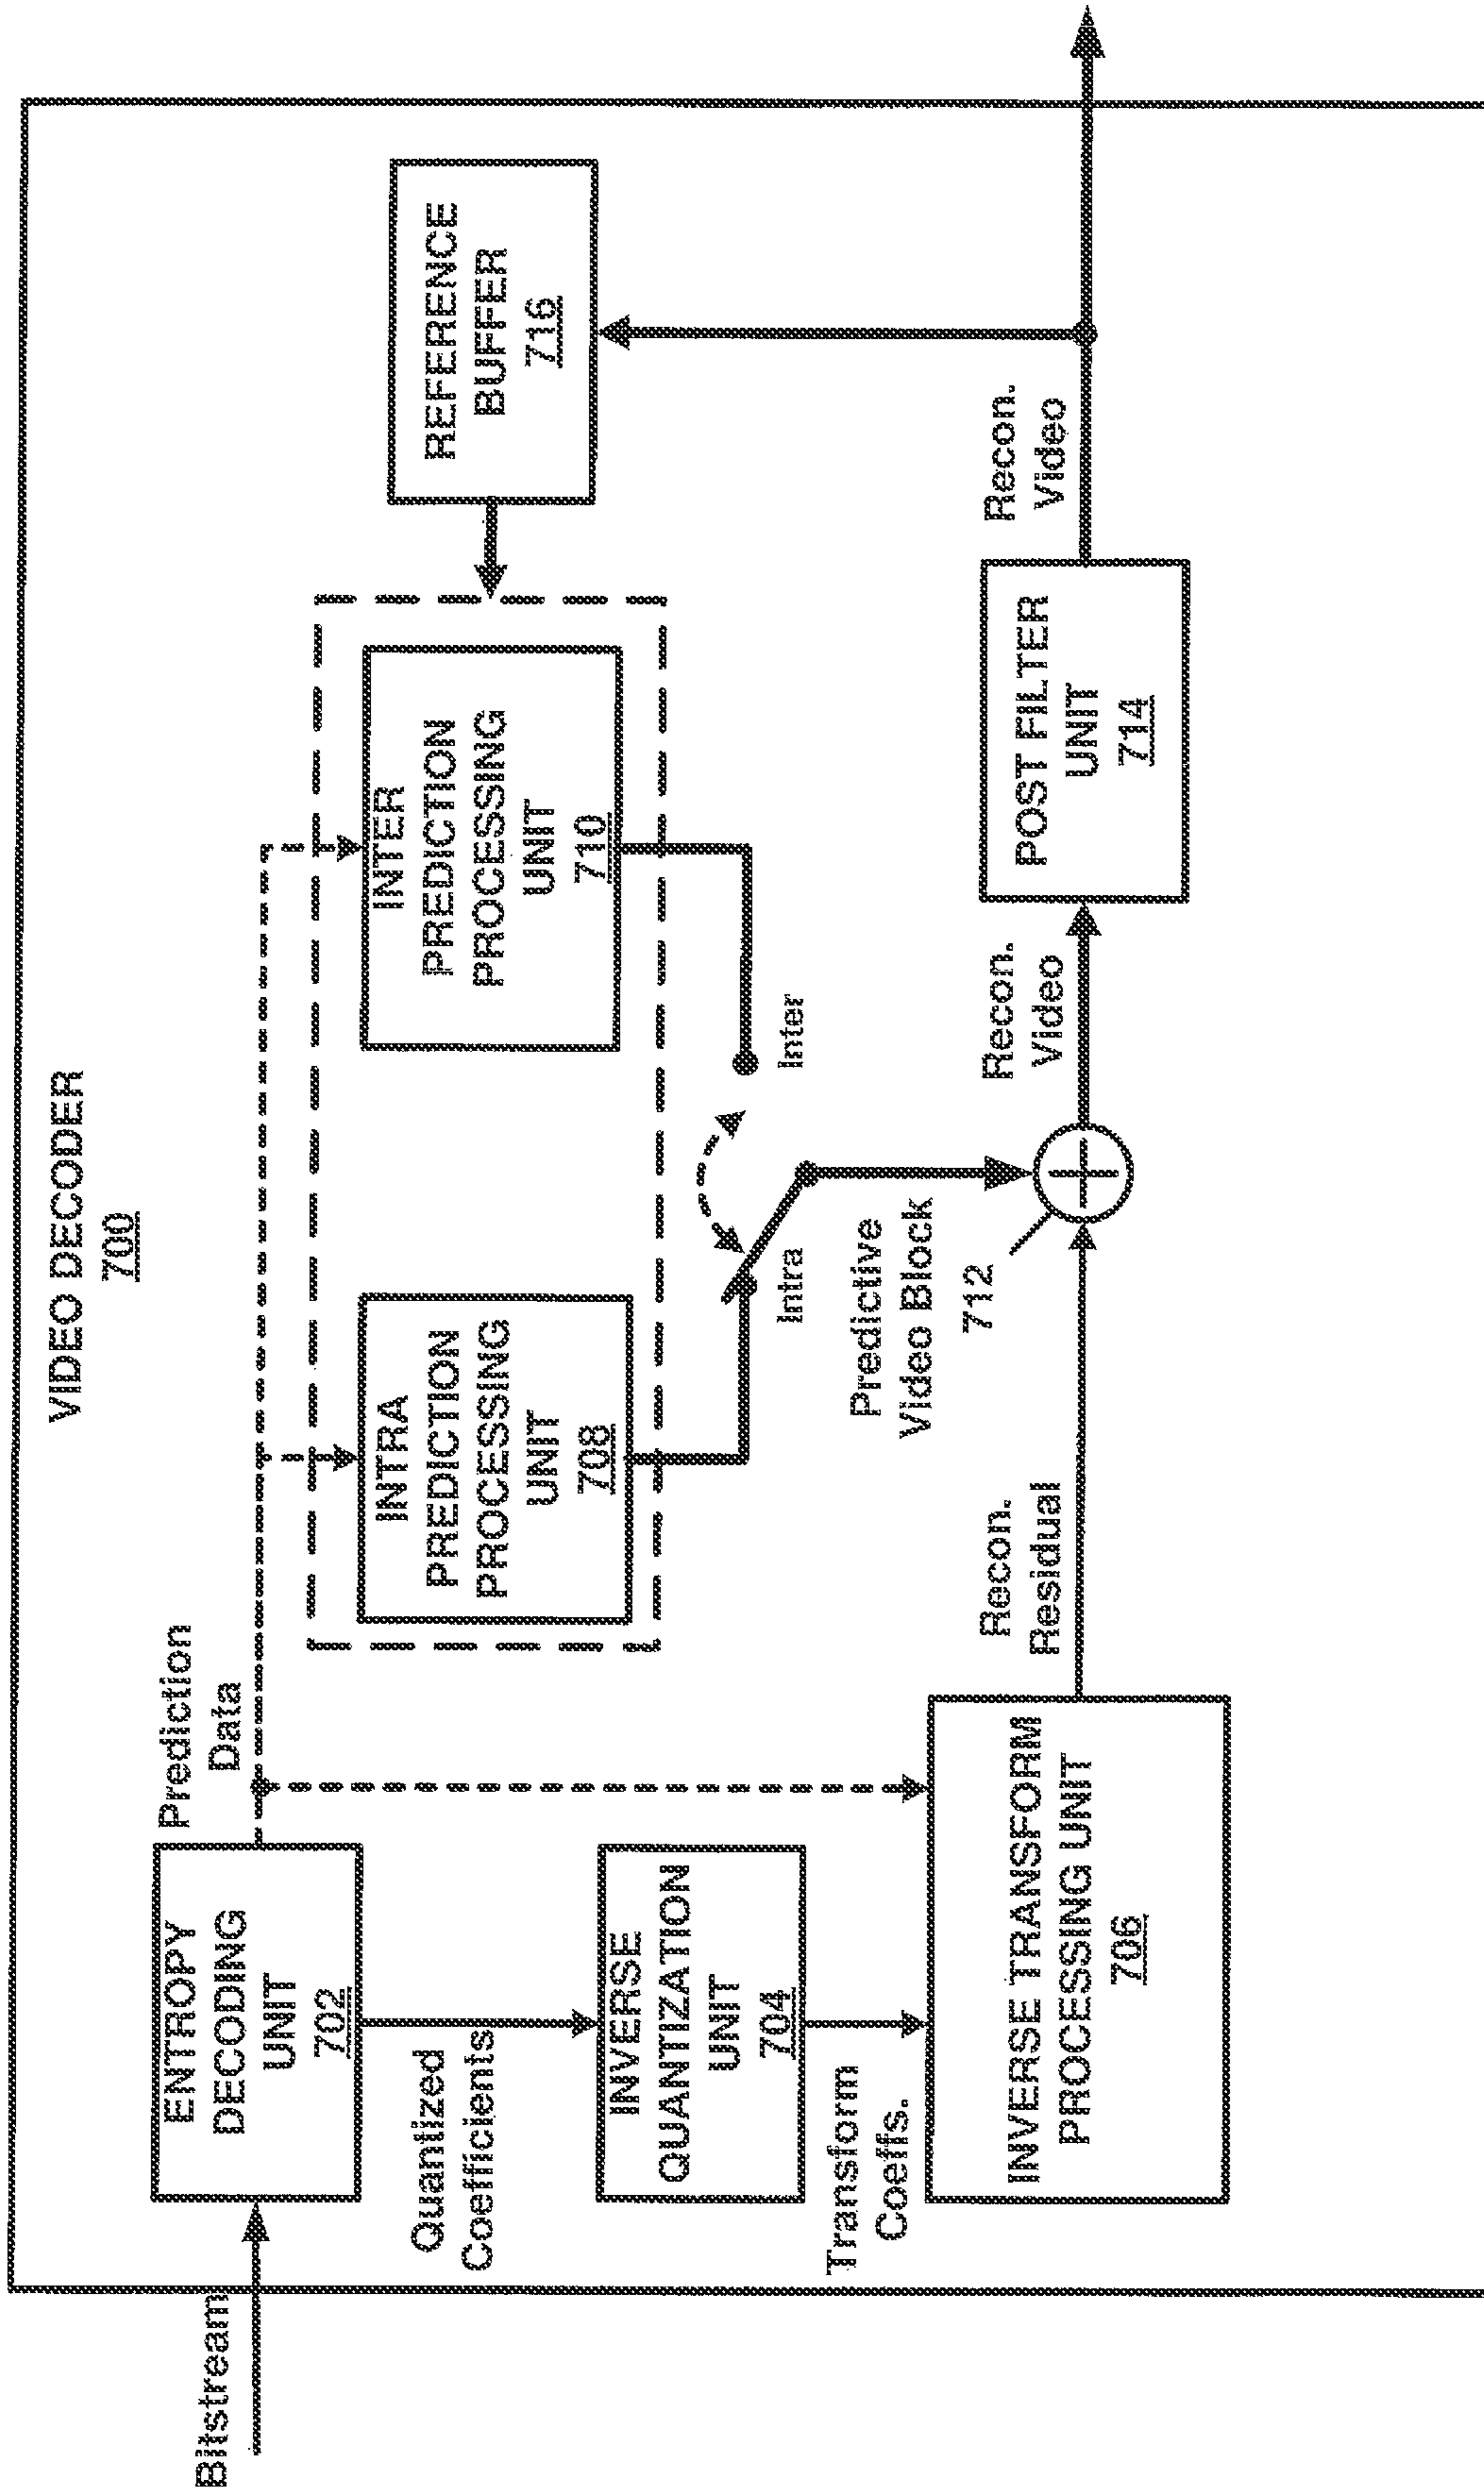 VIDEO DECODER
700
Bitstream
ENTROPY
DECODING
UNIT
702
Prediction
Data
Quantized
Coefficients
INVERSE
QUANTIZATION
UNIT
704
Transform
Coeffs.
INVERSE TRANSFORM
PROCESSING UNIT
706
Recon.
Residual
INTRA
PREDICTION
PROCESSING
UNIT
708
INTER
PREDICTION
PROCESSING
UNIT
710
Intra
Inter
Predictive
Video Block
712
Recon.
Video
POST FILTER
UNIT
714
Recon.
Video
REFERENCE
BUFFER
716